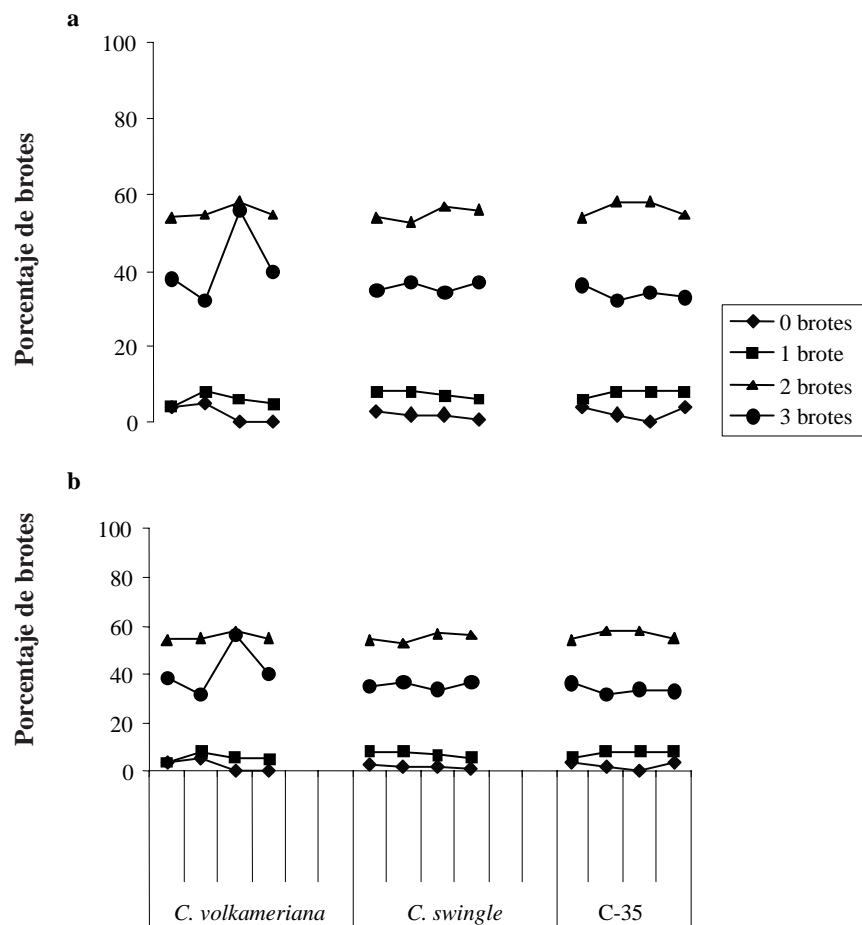 a
Porcentaje de brotes
100
80
60
40
20
0
0 brotes
1 brote
2 brotes
3 brotes
b
Porcentaje de brotes
100
80
60
40
20
0
C. volkameriana
C. swingle
C-35